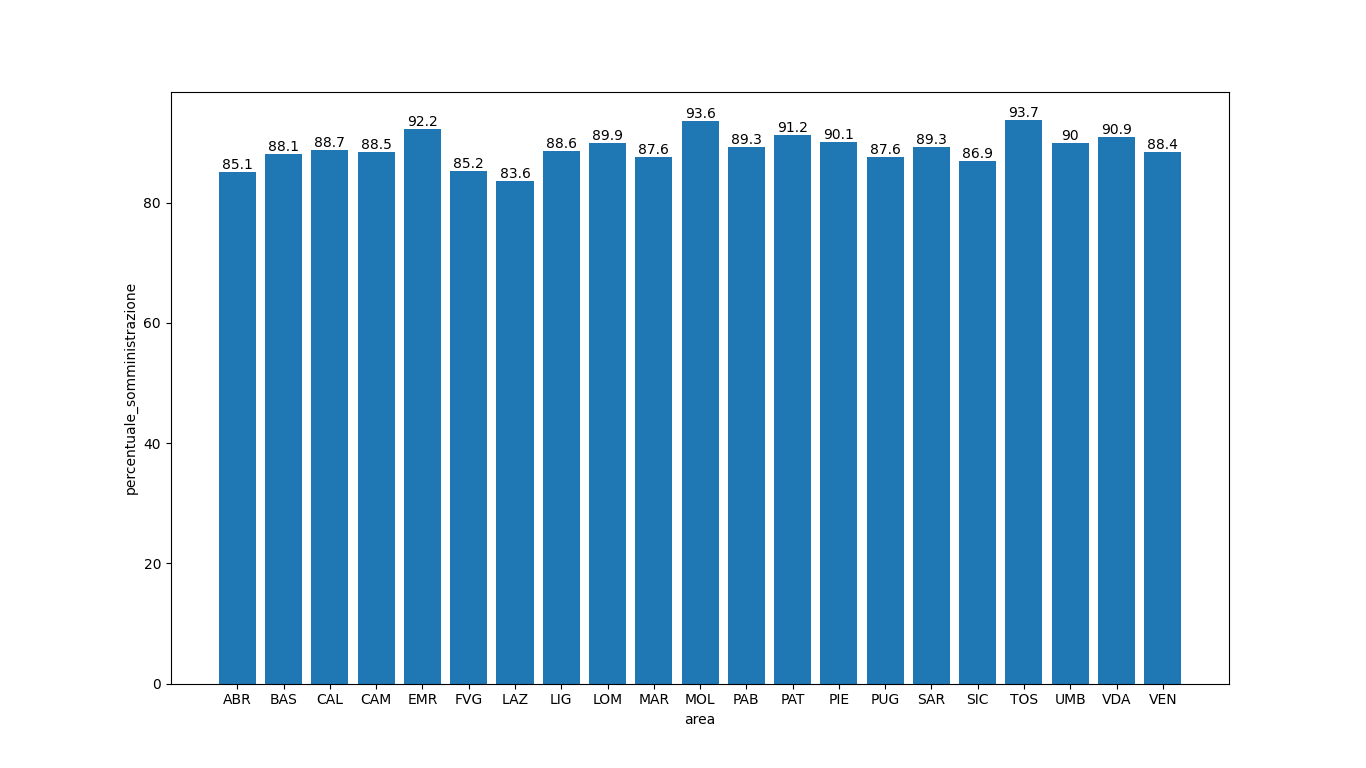 85.1 88.1 88.7 88.5 92.2 85.2 83.6 88.6 89.9 87.6 93.6 89.3 91.2 90.1 87.6 89.3 86.9 93.7 90 90.9 88.4
80
60
40
20
0
percentuale_somministrazione
ABR BAS CAL CAM EMR FVG LAZ LIG LOM MAR MOL PAB PAT PIE PUG SAR SIC TOS UMB VDA VEN
area